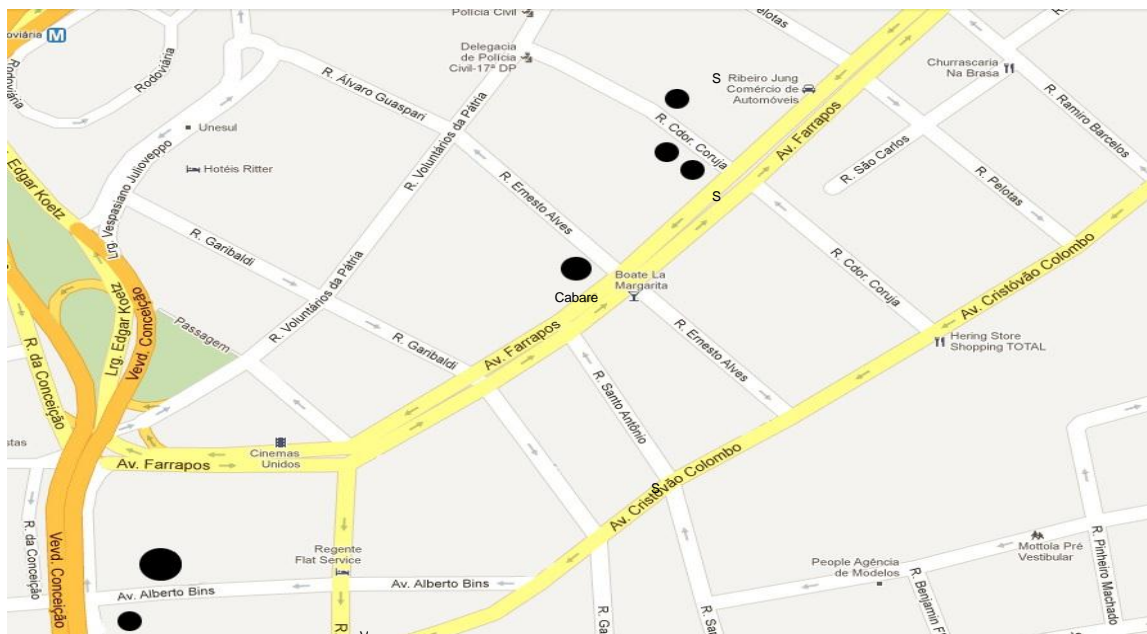 Polícia Civil
oviária M
Delegacia
de Polícia
Civil-17ª DP
Pelotas
Churrascaria
Na Brasa
Rodoviária
Rodoviária
R. Álvaro Guaspari
S
Ribeiro Jung
Comércio de
Automóveis
R. Ramiro Barcelos
Unesul
R. Voluntários da Pátria
R. Cdor. Coruja
Av. Farrapos
R. São Carlos
Edgar Koetz
Hotéis Ritter
Lrg. Vespasiano Julioveppo
R. Ernesto Alves
R. Pelotas
S
R. Garibaldi
R. Voluntários da Pátria
Boate La
Margarita
Cabare
R. Cdor. Coruja
Av. Cristóvão Colombo
Lrg. Edgar Koetz
Vevd. Conceição
Passagem
R. da Conceição
R. Garibaldi
Av. Farrapos
R. Ernesto Alves
Hering Store
Shopping TOTAL
R. Santo Antônio
stas
Cinemas
Unidos
Av. Farrapos
S
Av. Cristóvão Colombo
R. da Conceição
Vevd. Conceição
Regente
Flat Service
People Agência
de Modelos
Mottola Pré
Vestibular
R. Pinheiro Machado
Av. Alberto Bins
Av. Alberto Bins
R. Benjamin F
R
R. Ga
R. San